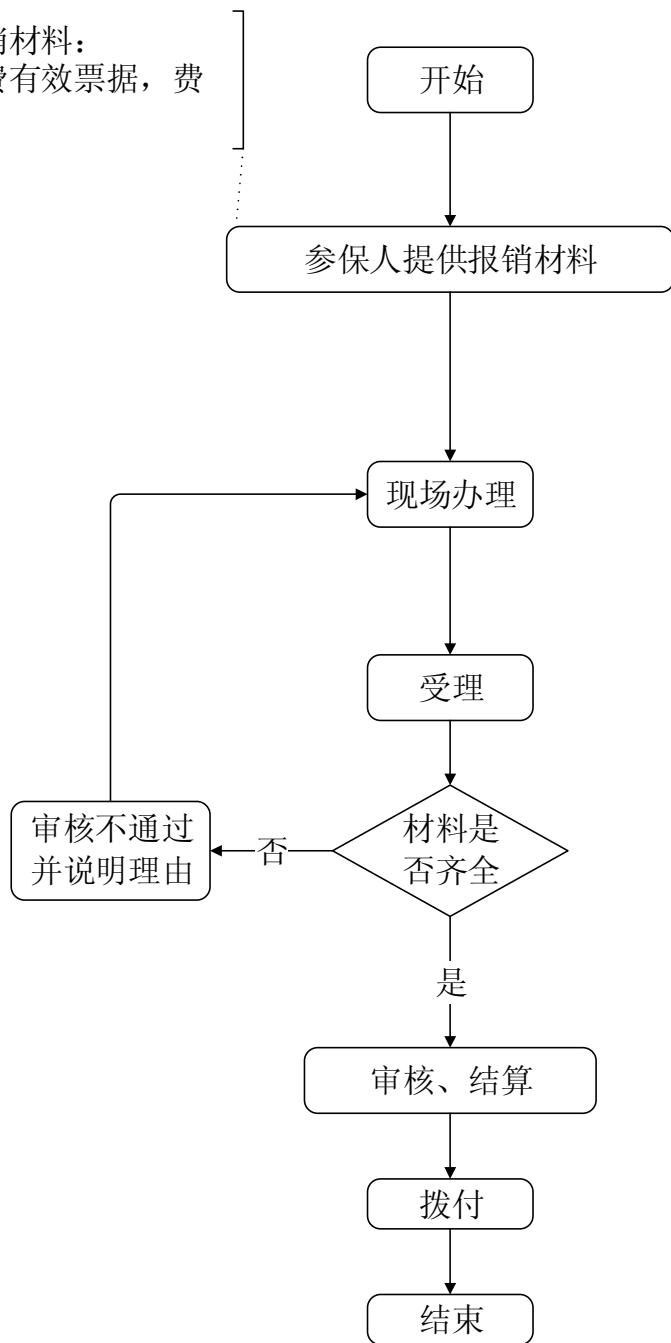 销材料：
费有效票据，费
开始
参保人提供报销材料
现场办理
受理
材料是
否齐全
否
审核不通过
并说明理由
是
审核、结算
拨付
结束